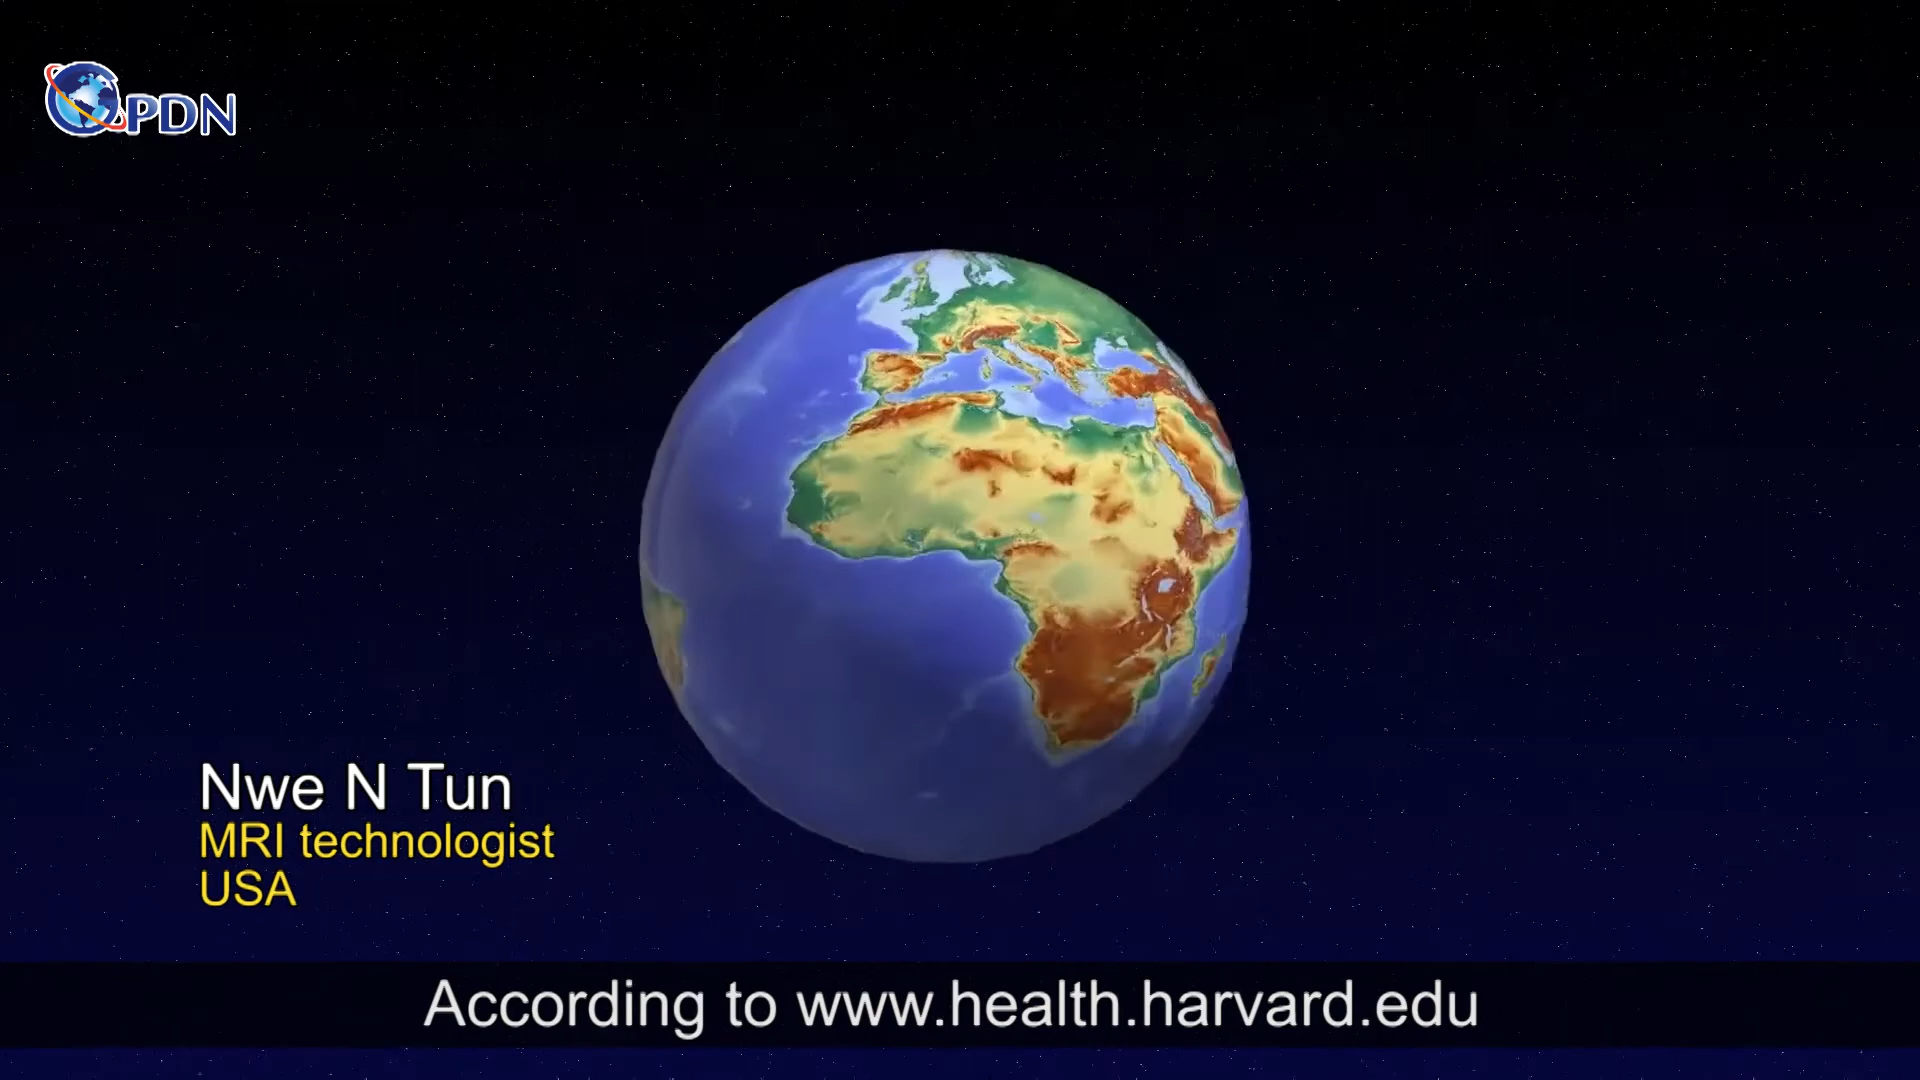 PDN
Nwe N Tun
MRI technologist
USA
According to www.health.harvard.edu